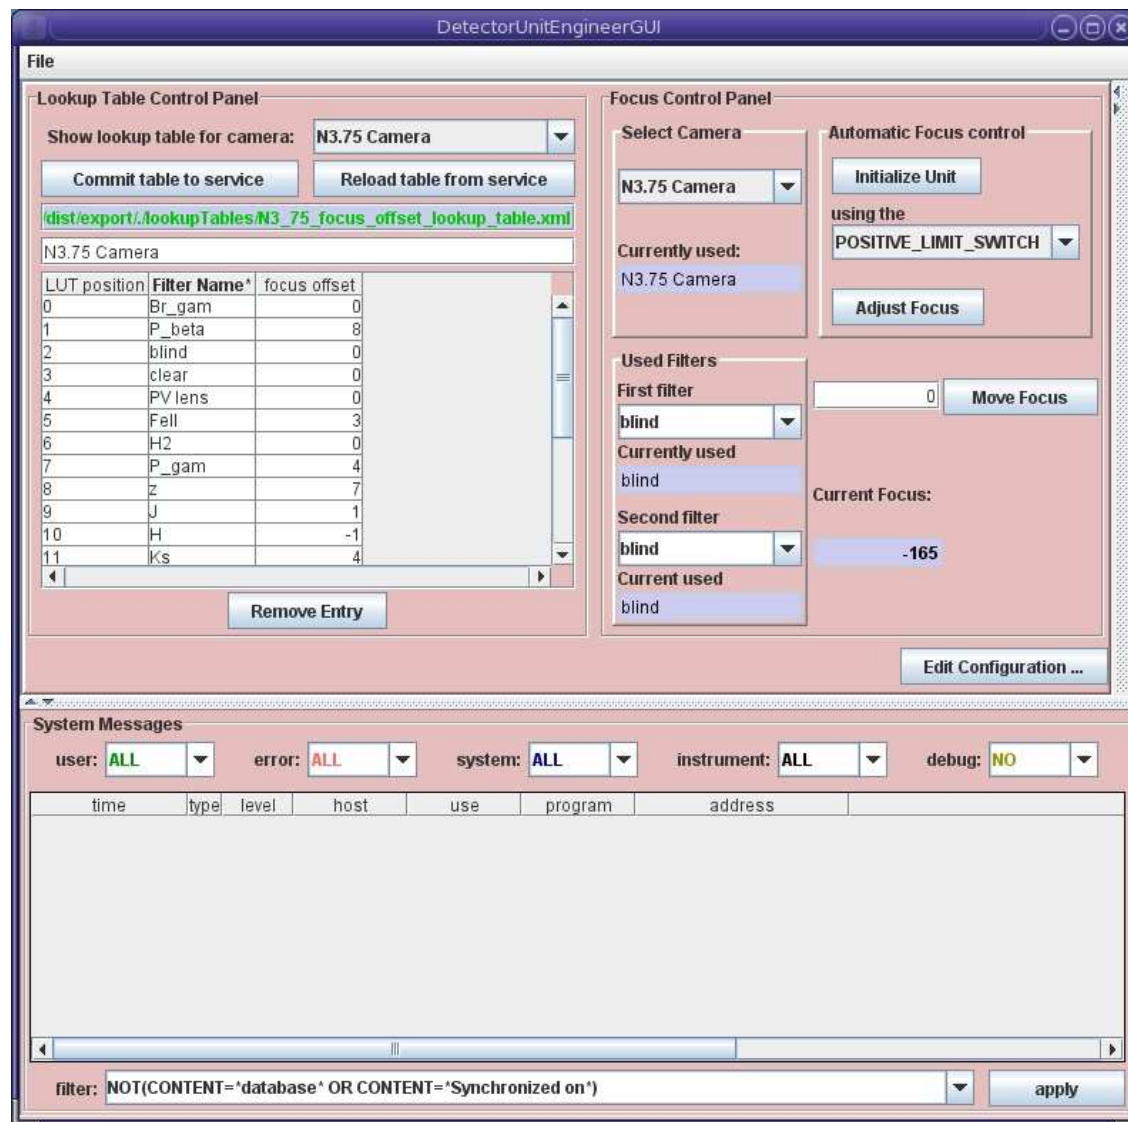 DetectorUnitEngineerGUI
File
Lookup Table Control Panel
Show lookup table for camera: N3.75 Camera
Commit table to service Reload table from service
/dist/export/./lookupTables/N3_75_focus_offset_lookup_table.xml
N3.75 Camera
LUT position Filter Name* focus offset
0 Br_gam 0
1 P_beta 8
2 blind 0
3 clear 0
4 PV lens 0
5 FeII 3
6 H2 0
7 P_gam 4
8 z 7
9 J 1
10 H -1
11 Ks 4
Remove Entry
Focus Control Panel
Select Camera
N3.75 Camera
Currently used:
N3.75 Camera
Automatic Focus control
Initialize Unit
using the
POSITIVE_LIMIT_SWITCH
Adjust Focus
Used Filters
First filter
blind
Currently used
blind
Second filter
blind
Current used
blind
0 Move Focus
Current Focus:
-165
Edit Configuration ...
System Messages
user: ALL error: ALL system: ALL instrument: ALL debug: NO
time type level host use program address
filter: NOT(CONTENT=*database* OR CONTENT=*Synchronized on*) apply